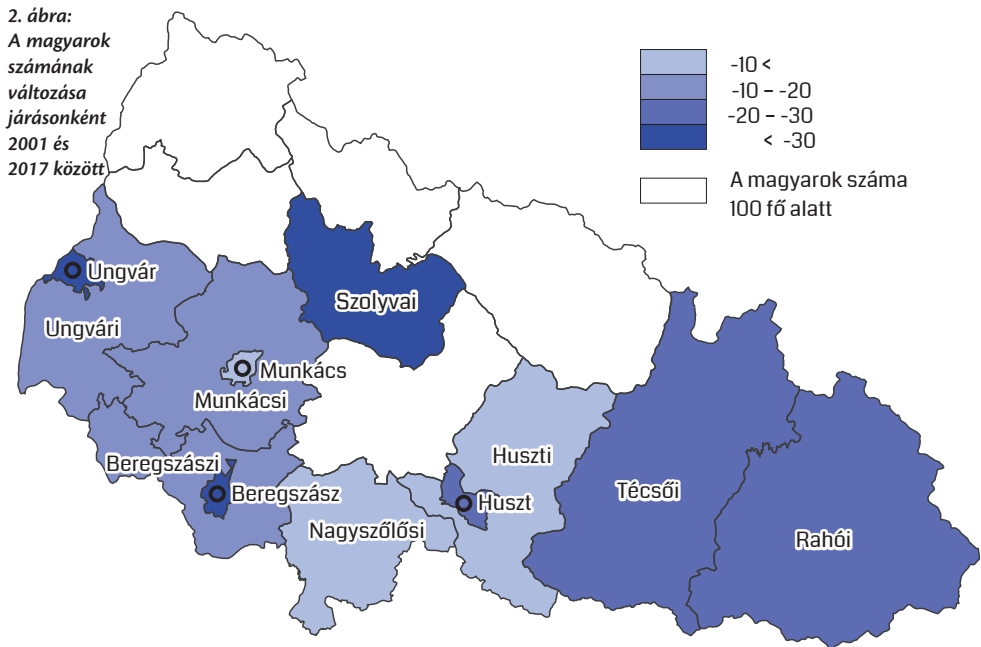 2. ábra:
A magyarok
számának
változása
járásonként
2001 és
2017 között
-10 <
-10 – -20
-20 – -30
< -30
A magyarok száma
100 fő alatt
Ungvár
Ungvári
Szolyvai
Munkács
Munkácsi
Beregszászi
Beregszász
Nagyszőlősi
Huszti
Huszt
Técsői
Rahói